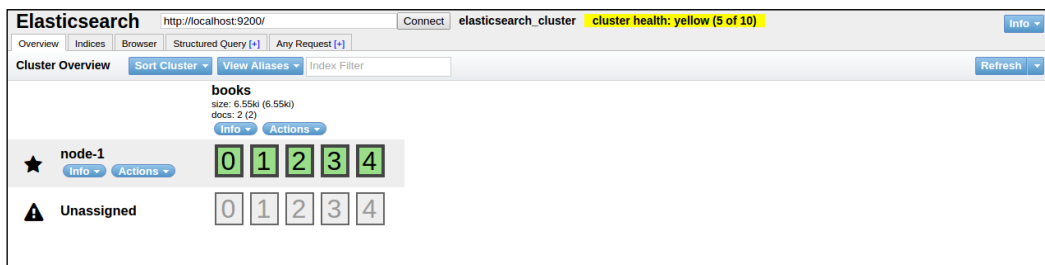 Elasticsearch http://localhost:9200/ Connect elasticsearch_cluster cluster health: yellow (5 of 10) Info
Overview Indices Browser Structured Query [+] Any Request [+]
Cluster Overview Sort Cluster View Aliases Index Filter Refresh
books
size: 6.55ki (6.55ki)
docs: 2 (2)
Info Actions
node-1
Info Actions
0 1 2 3 4
Unassigned 0 1 2 3 4